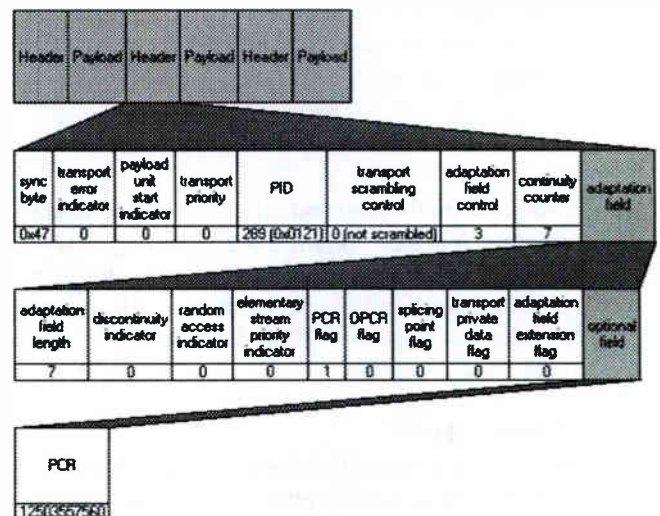 Header Payload Header Payload Header Payload
sync byte
transport error indicator
payload unit start indicator
transport priority
PID
transport scrambling control
adaptation field control
continuity counter
adaptation field
0x47 0 0 0 289 (0x0121) 0 (not scrambled) 3 7
adaptation field length
discontinuity indicator
random access indicator
elementary stream priority indicator
PCR flag
OPCR flag
splicing point flag
transport private data flag
adaptation field extension flag
optional field
7 0 0 0 1 0 0 0 0
PCR
12503557560